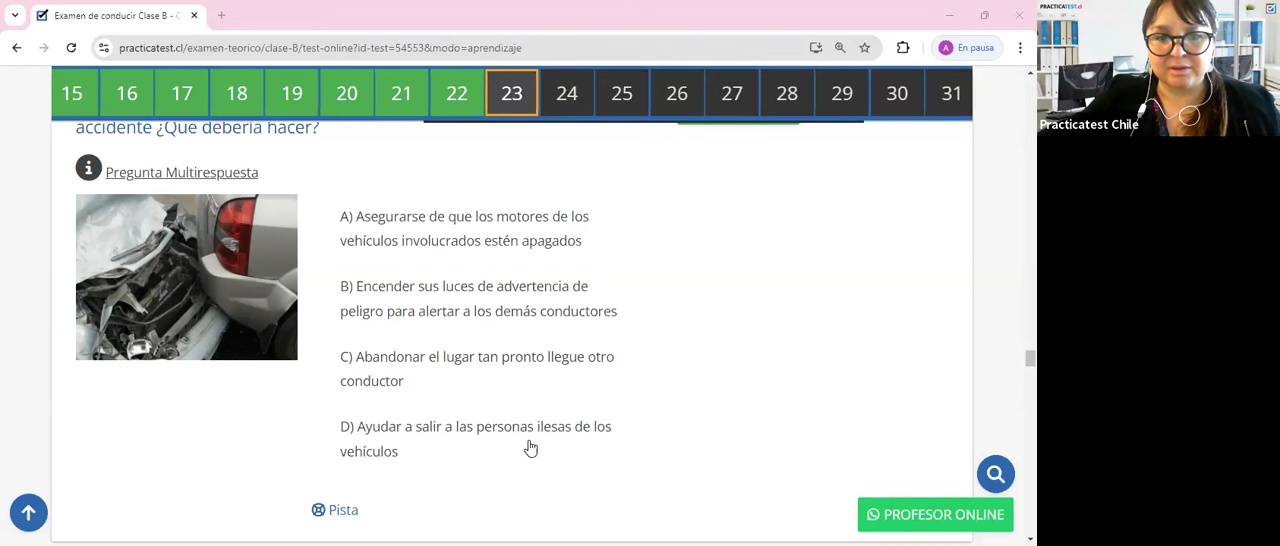 Examen de conducir Clase B - C
practicatest.cl/examen-teorico/clase-B/test-online?id-test=54553&modo=aprendizaje
A
En pausa
PRACTICATEST.cl
15 16 17 18 19 20 21 22 23 24 25 26 27 28 29 30 31
Practicatest Chile
accidente ¿Qué debería hacer?
Pregunta Multirespuesta
A) Asegurarse de que los motores de los
vehículos involucrados estén apagados
B) Encender sus luces de advertencia de
peligro para alertar a los demás conductores
C) Abandonar el lugar tan pronto llegue otro
conductor
D) Ayudar a salir a las personas ilesas de los
vehículos
Pista
PROFESOR ONLINE